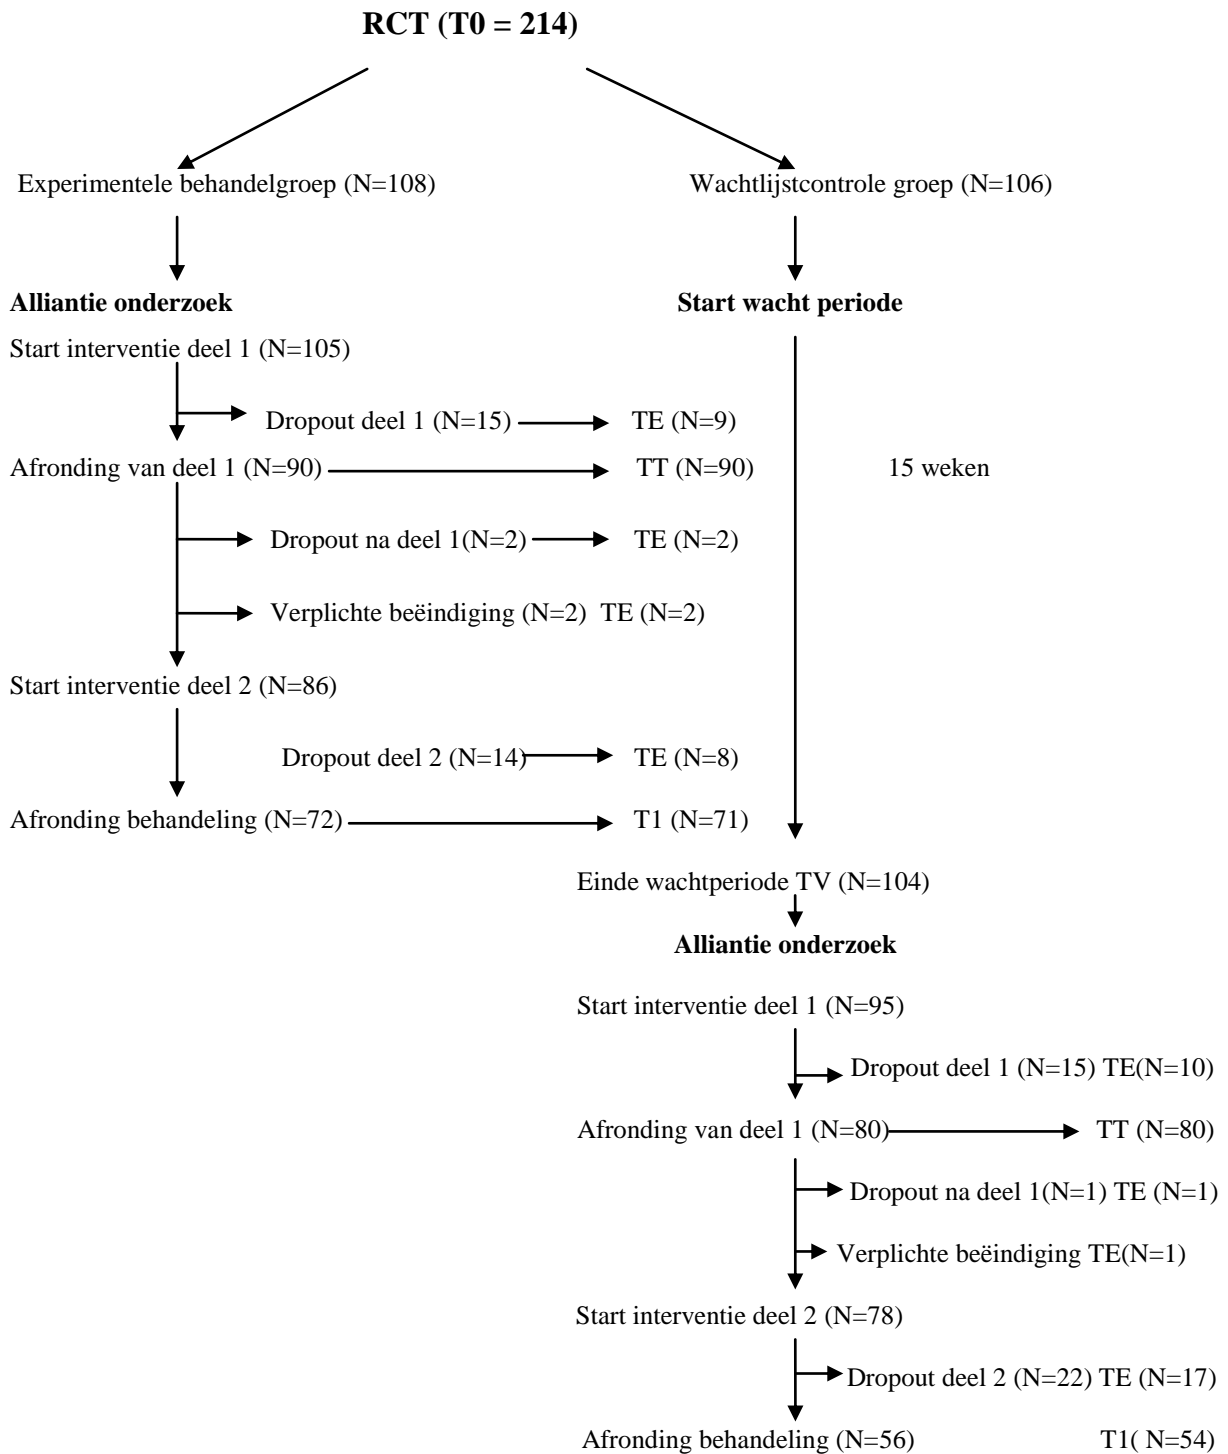 RCT (T0 = 214)
Experimentele behandelgroep (N=108)
Wachtlijstcontrole groep (N=106)
Alliantie onderzoek
Start wacht periode
Start interventie deel 1 (N=105)
Dropout deel 1 (N=15) TE (N=9)
Afronding van deel 1 (N=90) TT (N=90)
15 weken
Dropout na deel 1(N=2) TE (N=2)
Verplichte beëindiging (N=2) TE (N=2)
Start interventie deel 2 (N=86)
Dropout deel 2 (N=14) TE (N=8)
Afronding behandeling (N=72) T1 (N=71)
Einde wachtperiode TV (N=104)
Alliantie onderzoek
Start interventie deel 1 (N=95)
Dropout deel 1 (N=15) TE(N=10)
Afronding van deel 1 (N=80) TT (N=80)
Dropout na deel 1(N=1) TE (N=1)
Verplichte beëindiging TE(N=1)
Start interventie deel 2 (N=78)
Dropout deel 2 (N=22) TE (N=17)
Afronding behandeling (N=56) T1( N=54)